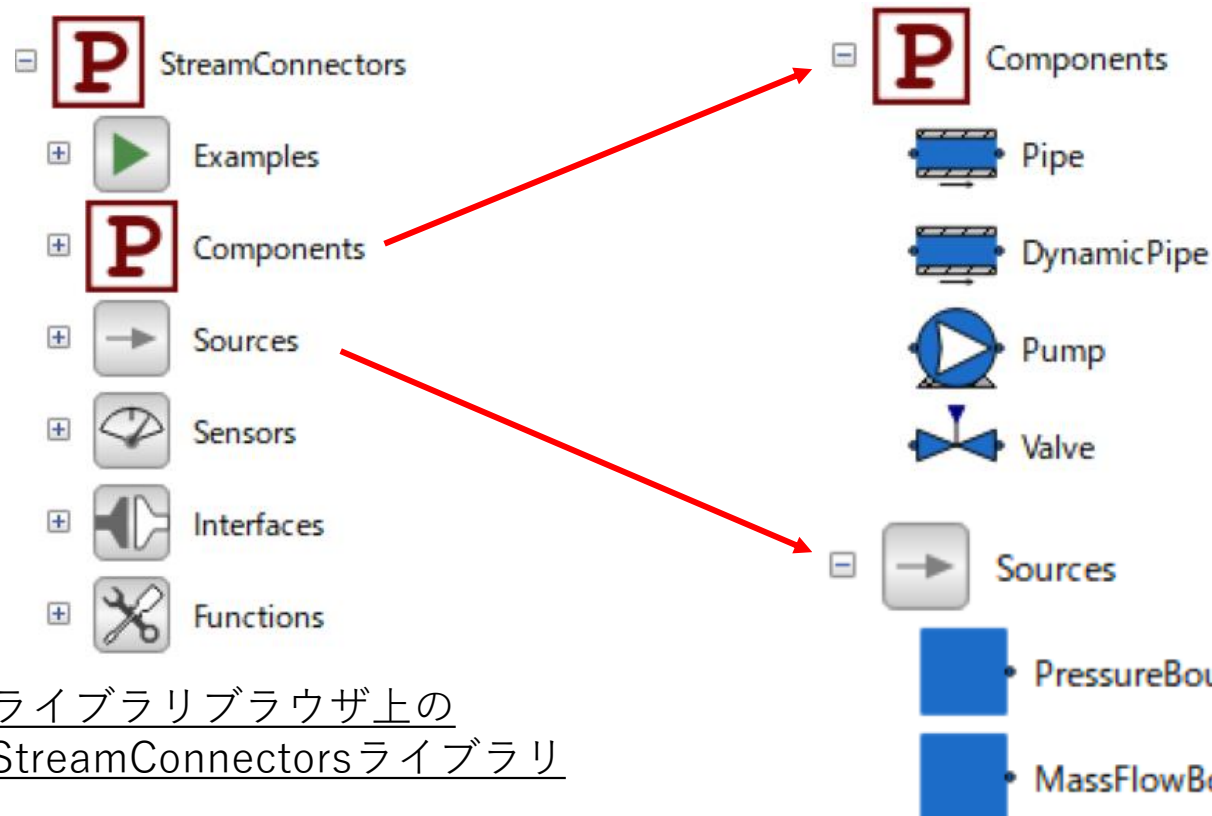 StreamConnectors
Examples
Components
Sources
Sensors
Interfaces
Functions
ライブラリブラウザ上の
StreamConnectorsライブラリ
Components
Pipe
DynamicPipe
Pump
Valve
Sources
PressureBou
MassFlowBo